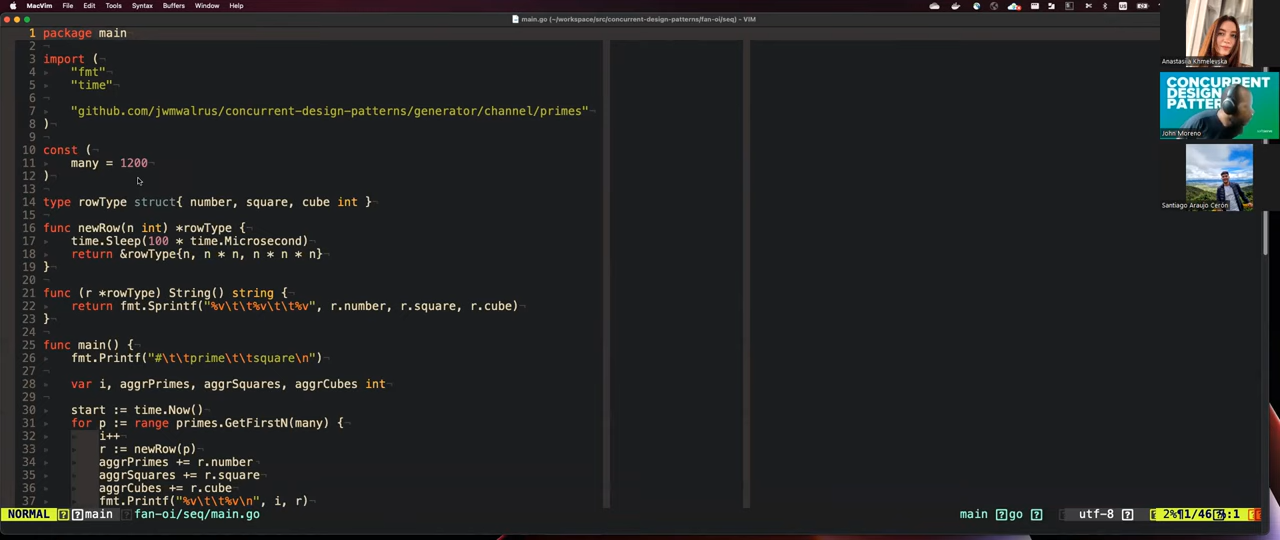 MacVim File Edit Tools Syntax Buffers Window Help
main.go (~/workspace/src/concurrent-design-patterns/fan-oi/seq) - VIM
1 package main
2
3 import (
4 "fmt"
5 "time"
6
7 "github.com/jwmwalrus/concurrent-design-patterns/generator/channel/primes"
8 )
9
10 const (
11 many = 1200
12 )
13
14 type rowType struct{ number, square, cube int }
15
16 func newRow(n int) *rowType {
17 time.Sleep(100 * time.Microsecond)
18 return &rowType{n, n * n, n * n * n}
19 }
20
21 func (r *rowType) String() string {
22 return fmt.Sprintf("%v\t\t%v\t\t%v", r.number, r.square, r.cube)
23 }
24
25 func main() {
26 fmt.Printf("#\t\tprime\t\tsquare\n")
27
28 var i, aggrPrimes, aggrSquares, aggrCubes int
29
30 start := time.Now()
31 for p := range primes.GetFirstN(many) {
32 i++
33 r := newRow(p)
34 aggrPrimes += r.number
35 aggrSquares += r.square
36 aggrCubes += r.cube
37 fmt.Printf("%v\t\t%v\n", i, r)
NORMAL main fan-oi/seq/main.go main go utf-8 2% 1/46 :1
Anastasiia Khmelevska
CONCURRENT
DESIGN
PATTER
John Moreno
Santiago Araujo Cerón